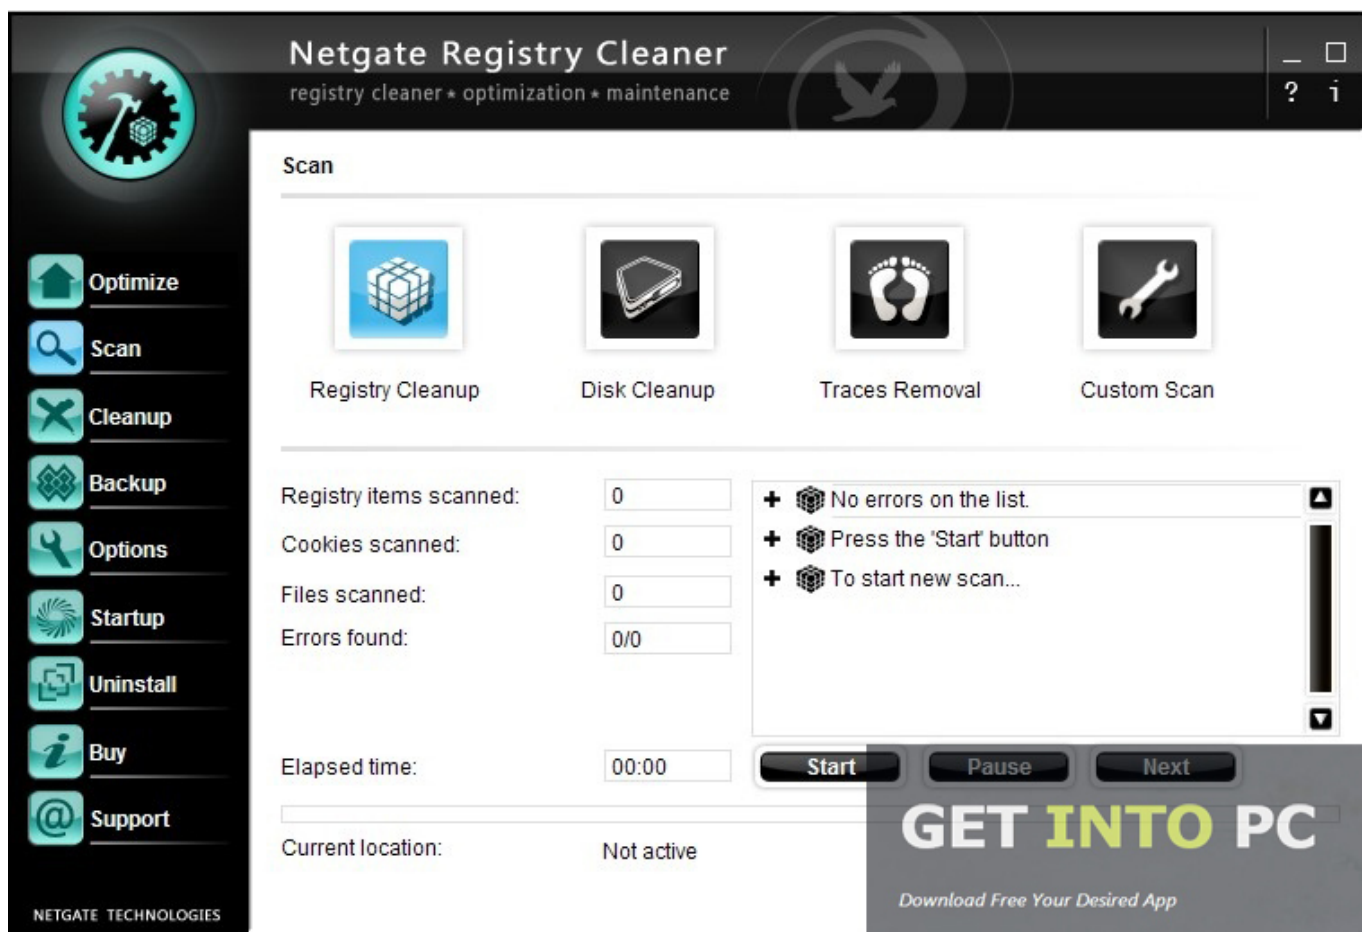 Netgate Registry Cleaner
registry cleaner * optimization * maintenance
? i
Scan
Optimize
Scan
Cleanup
Backup
Options
Startup
Uninstall
Buy
Support
NETGATE TECHNOLOGIES
Registry Cleanup
Disk Cleanup
Traces Removal
Custom Scan
Registry items scanned: 0
Cookies scanned: 0
Files scanned: 0
Errors found: 0/0
No errors on the list.
Press the 'Start' button
To start new scan...
Elapsed time: 00:00
Start Pause Next
Current location: Not active
GET INTO PC
Download Free Your Desired App